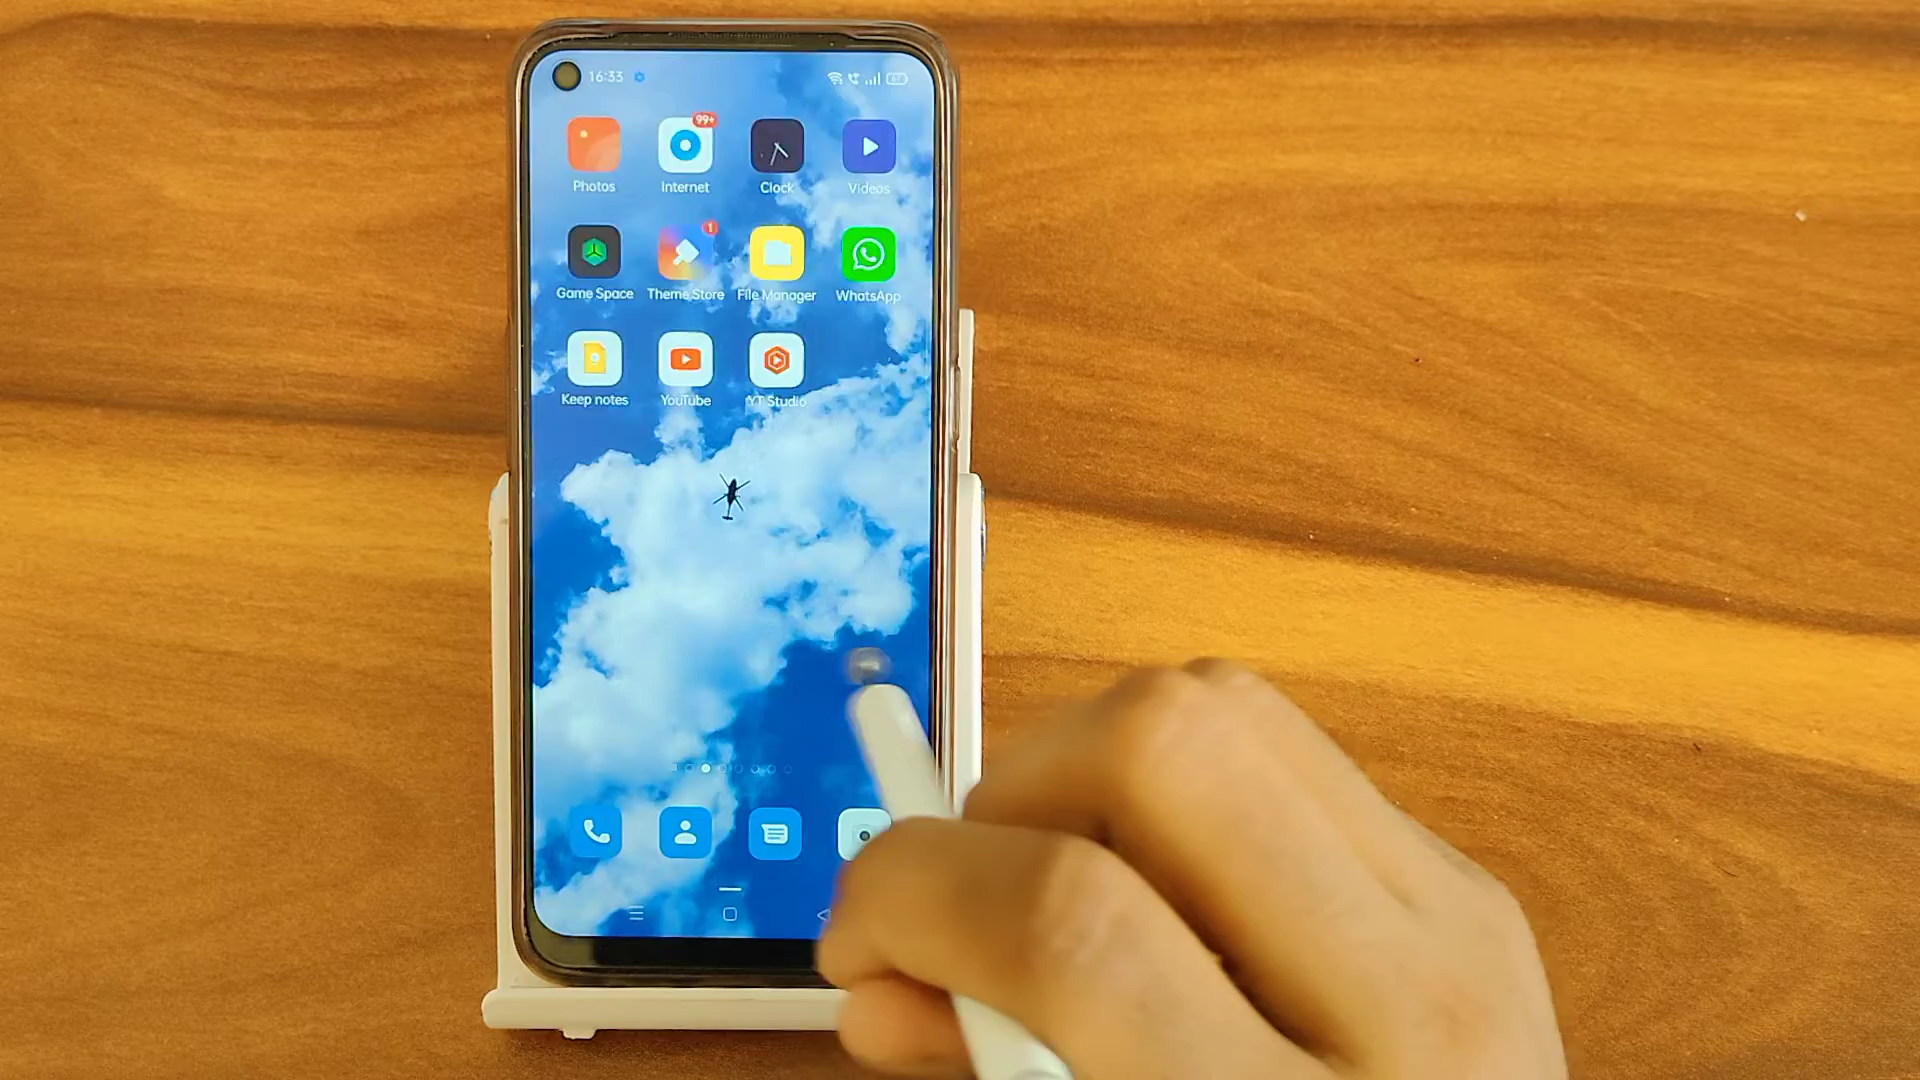 16:33
67
99+
Photos Internet Clock Videos
1
Game Space Theme Store File Manager WhatsApp
Keep notes YouTube YT Studio